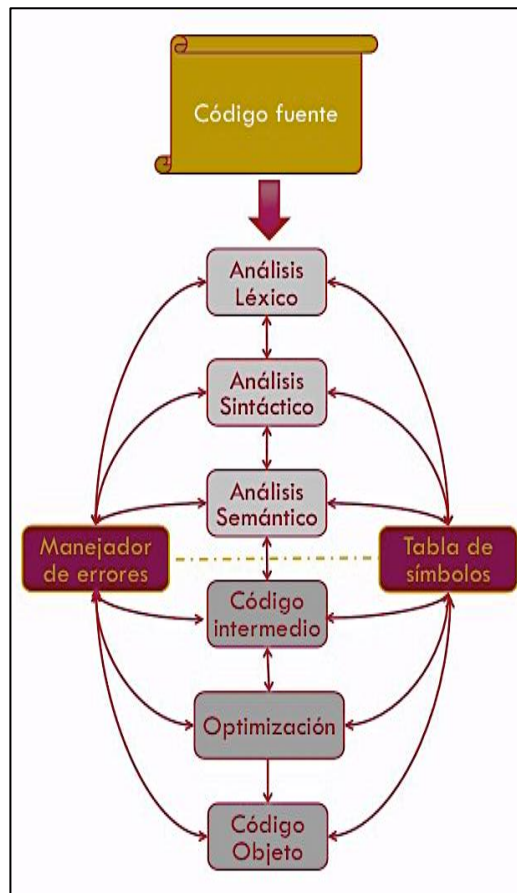 Código fuente
Análisis
Léxico
Análisis
Sintáctico
Análisis
Semántico
Manejador
de errores
Tabla de
símbolos
Código
intermedio
Optimización
Código
Objeto